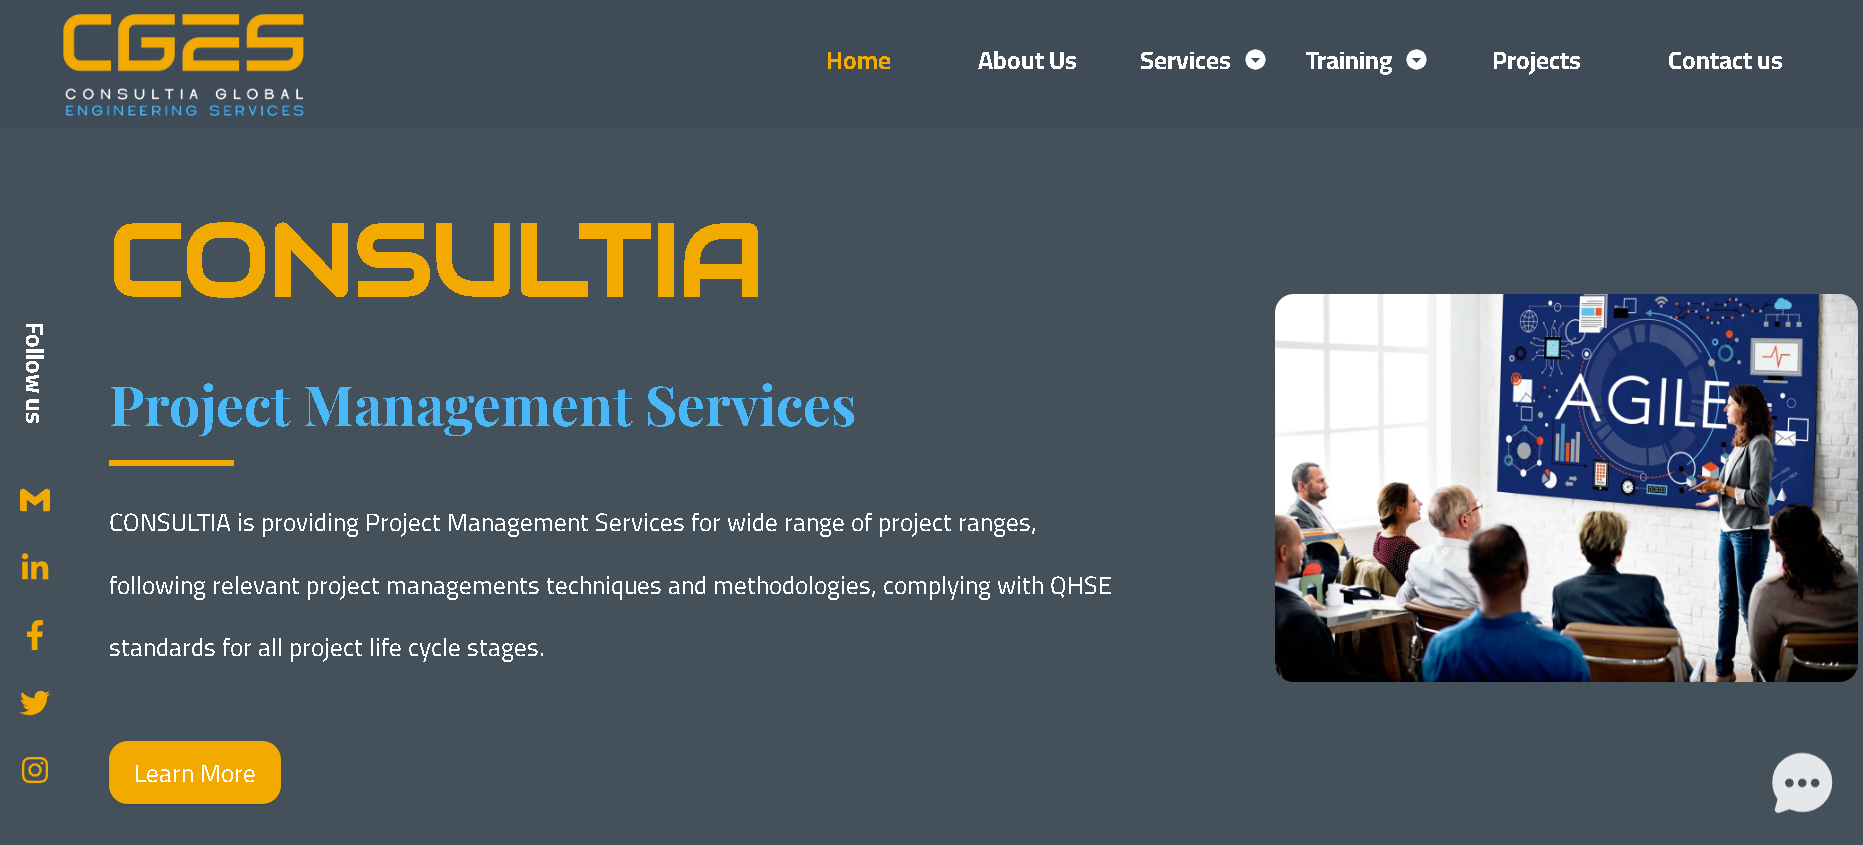 CGES
CONSULTIA GLOBAL
ENGINEERING SERVICES
Home About Us Services Training Projects Contact us
CONSULTIA
Project Management Services
CONSULTIA is providing Project Management Services for wide range of project ranges,
following relevant project managements techniques and methodologies, complying with QHSE
standards for all project life cycle stages.
Learn More
Follow us
AGILE